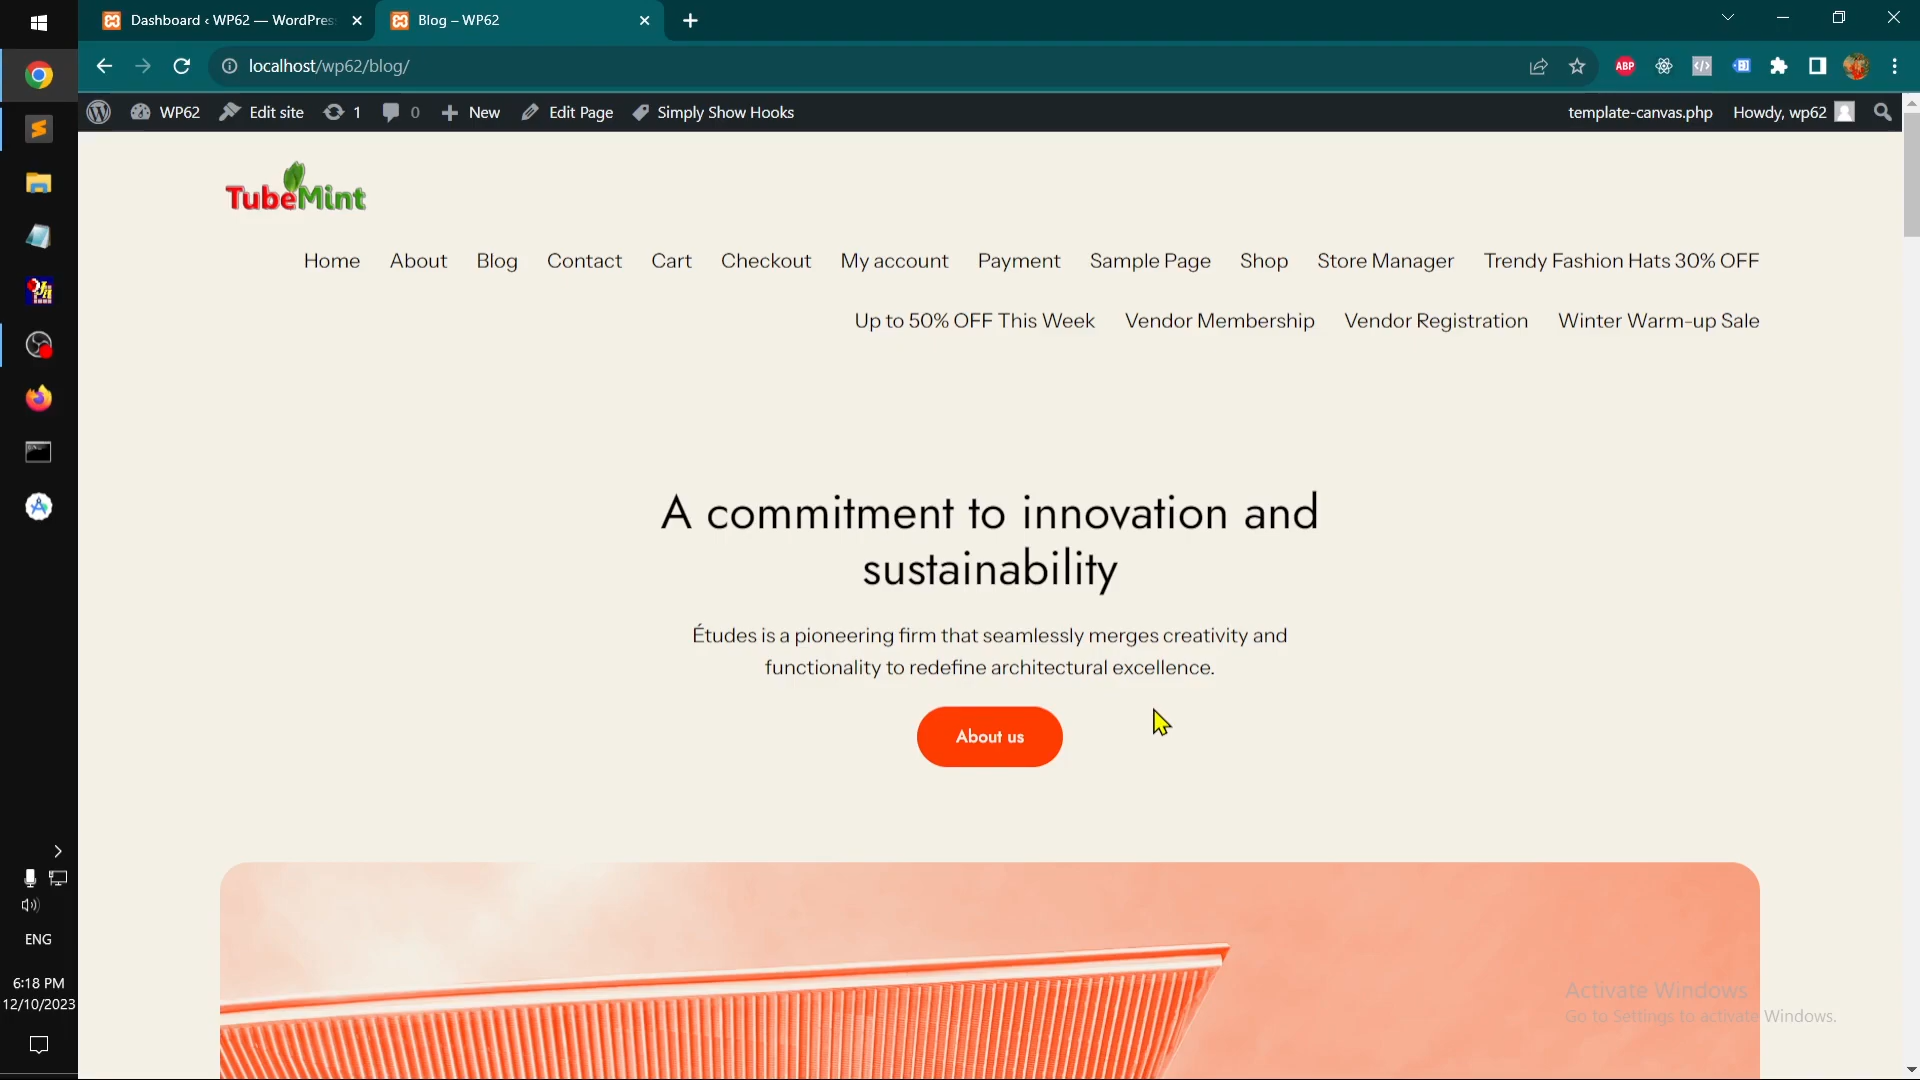 Dashboard ‹ WP62 — WordPres
Blog – WP62
localhost/wp62/blog/
ABP
WP62
Edit site
1
0
New
Edit Page
Simply Show Hooks
template-canvas.php
Howdy, wp62
TubeMint
Home About Blog Contact Cart Checkout My account Payment Sample Page Shop Store Manager Trendy Fashion Hats 30% OFF
Up to 50% OFF This Week Vendor Membership Vendor Registration Winter Warm-up Sale
A commitment to innovation and
sustainability
Études is a pioneering firm that seamlessly merges creativity and
functionality to redefine architectural excellence.
About us
ENG
6:18 PM
12/10/2023
Activate Windows
Go to Settings to activate Windows.